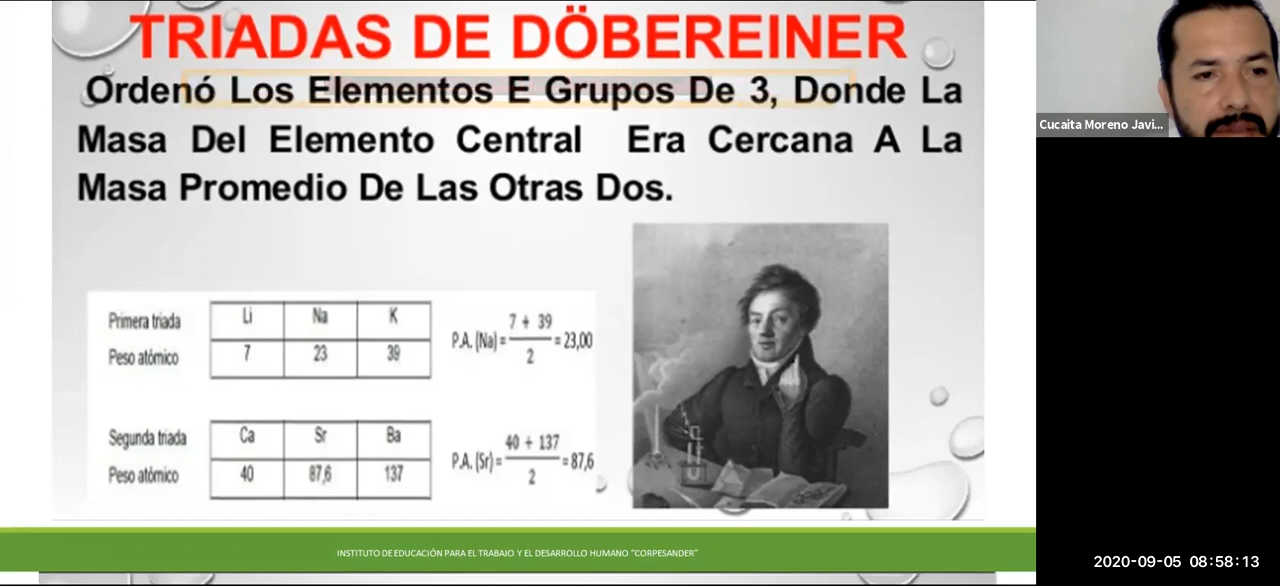 TRIADAS DE DÖBEREINER
Ordenó Los Elementos E Grupos De 3, Donde La
Masa Del Elemento Central Era Cercana A La
Masa Promedio De Las Otras Dos.
Primera triada Li Na K
Peso atómico 7 23 39
P.A. (Na) = 7 + 39 / 2 = 23,00
Segunda triada Ca Sr Ba
Peso atómico 40 87,6 137
P.A. (Sr) = 40 + 137 / 2 = 87,6
INSTITUTO DE EDUCACIÓN PARA EL TRABAJO Y EL DESARROLLO HUMANO "CORPESANDER"
Cucaita Moreno Javi...
2020-09-05 08:58:13